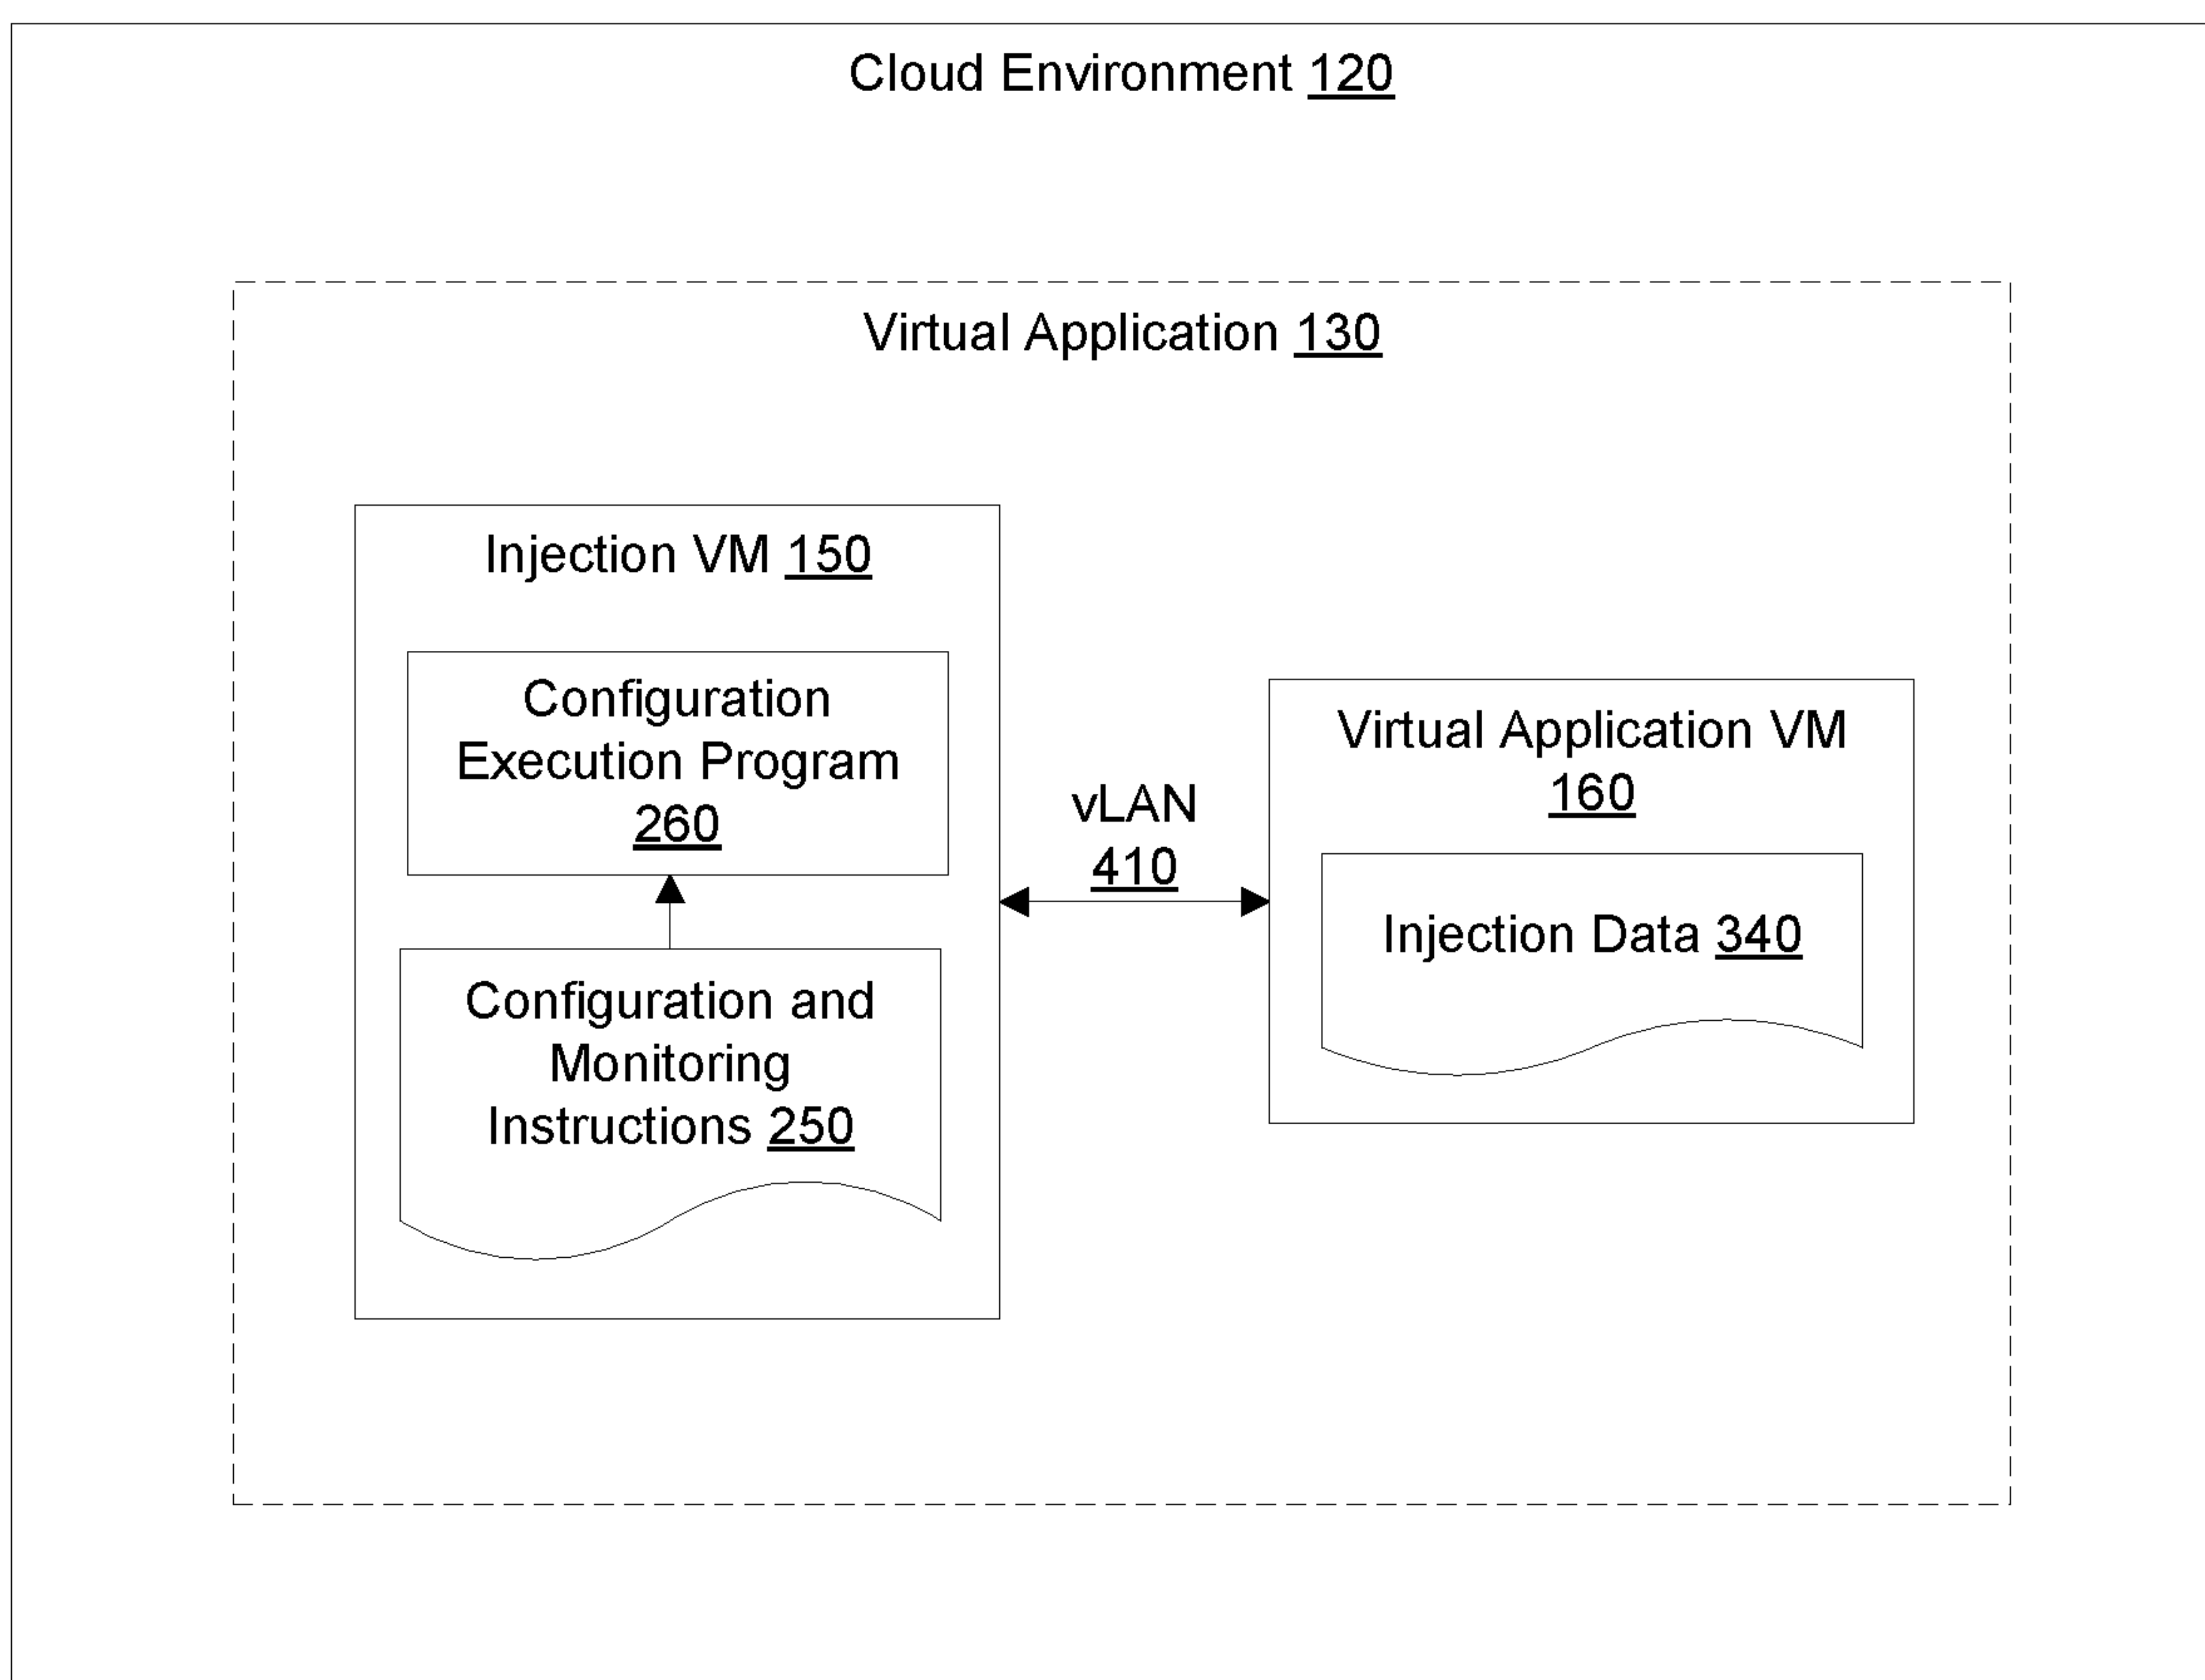 Cloud Environment 120
Virtual Application 130
Injection VM 150
Configuration
Execution Program
260
Configuration and
Monitoring
Instructions 250
vLAN
410
Virtual Application VM
160
Injection Data 340